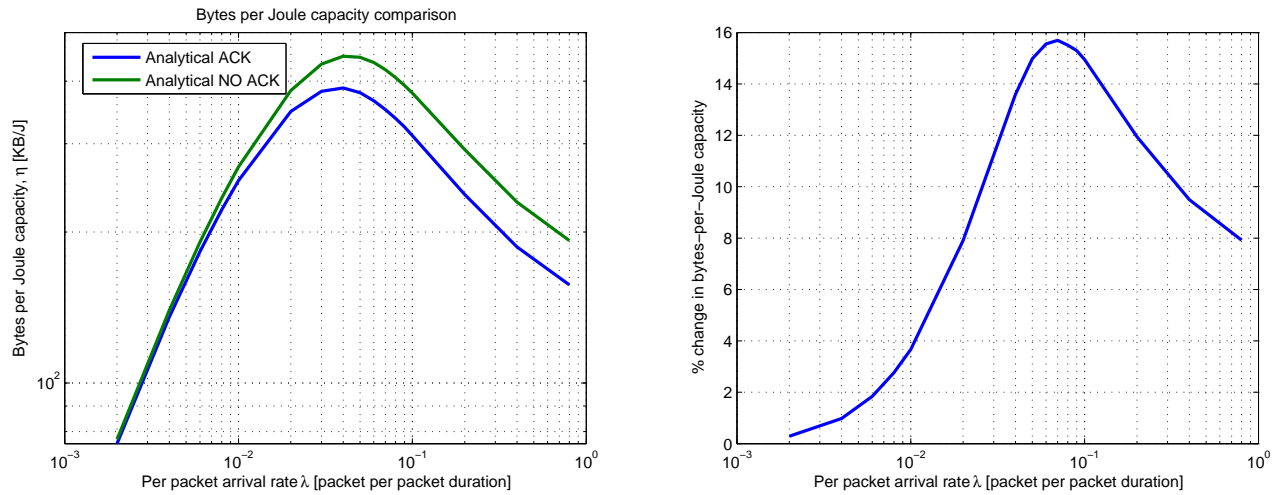 Bytes per Joule capacity comparison
Analytical ACK
Analytical NO ACK
Bytes per Joule capacity, η [KB/J]
10²
10⁻³
10⁻²
10⁻¹
10⁰
Per packet arrival rate λ [packet per packet duration]
% change in bytes−per−Joule capacity
16
14
12
10
8
6
4
2
0
10⁻³
10⁻²
10⁻¹
10⁰
Per packet arrival rate λ [packet per packet duration]